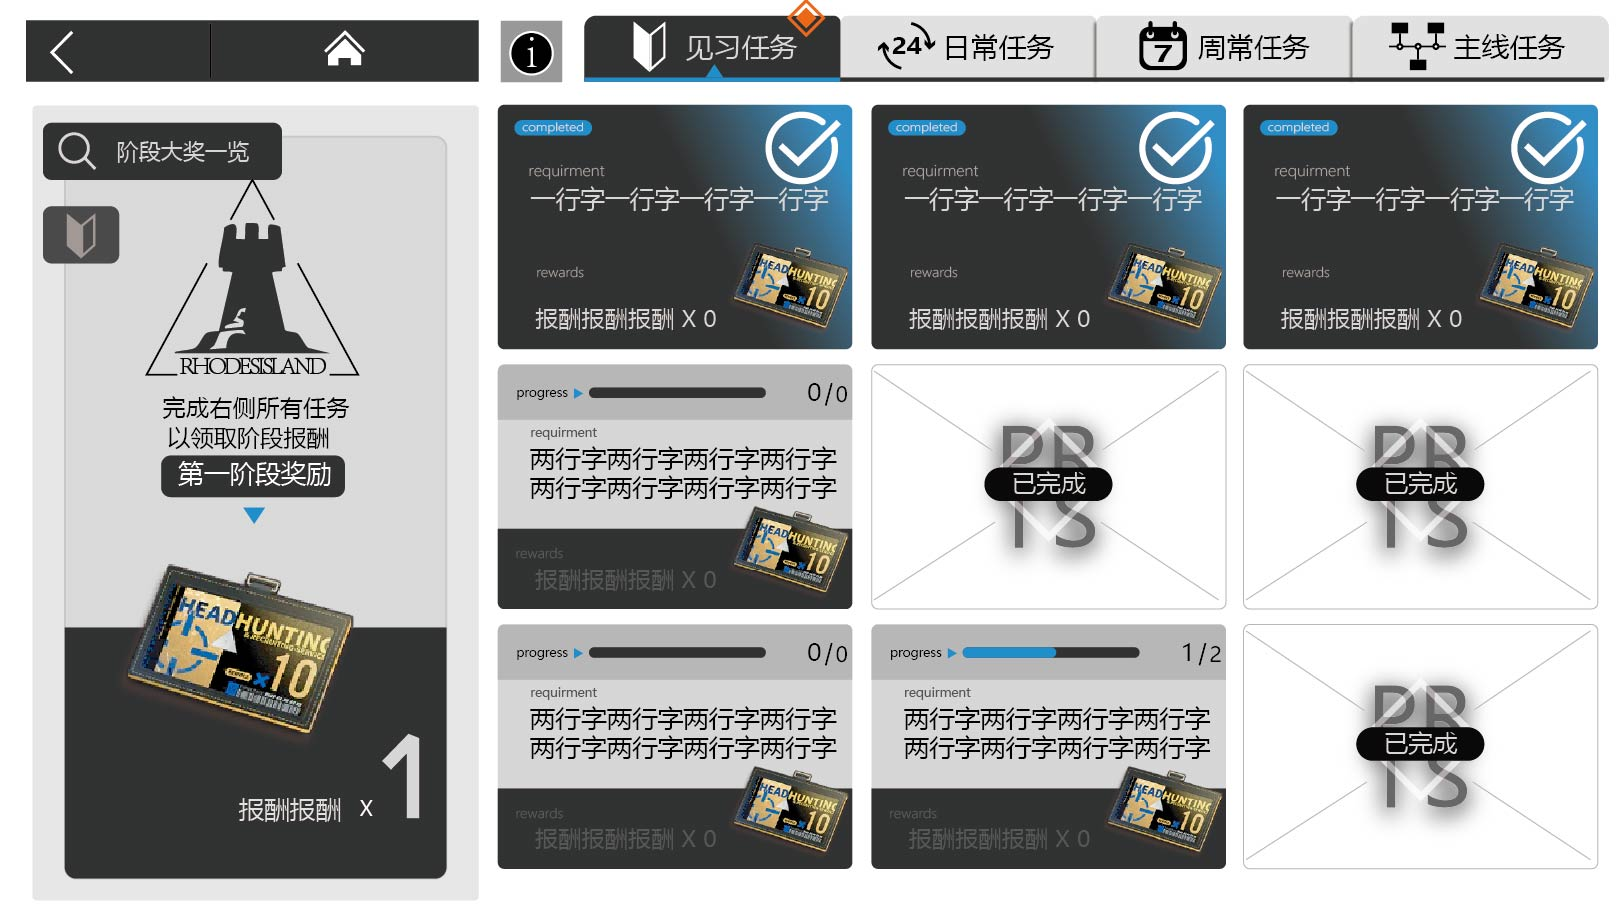 i
见习任务
24
日常任务
7
周常任务
主线任务
阶段大奖一览
RHODESISLAND
完成右侧所有任务
以领取阶段报酬
第一阶段奖励
HEAD
HUNTING
10
报酬报酬 X 1
completed
requirment
一行字一行字一行字一行字
rewards
HEADHUNTING
10
报酬报酬报酬 X 0
completed
requirment
一行字一行字一行字一行字
rewards
HEADHUNTING
10
报酬报酬报酬 X 0
completed
requirment
一行字一行字一行字一行字
rewards
HEADHUNTING
10
报酬报酬报酬 X 0
progress 0/0
requirment
两行字两行字两行字两行字
两行字两行字两行字两行字
HEADHUNTING
10
rewards
报酬报酬报酬 X 0
PR
已完成
TS
PR
已完成
TS
progress 0/0
requirment
两行字两行字两行字两行字
两行字两行字两行字两行字
HEADHUNTING
10
rewards
报酬报酬报酬 X 0
progress 1/2
requirment
两行字两行字两行字两行字
两行字两行字两行字两行字
HEADHUNTING
10
rewards
报酬报酬报酬 X 0
PR
已完成
TS